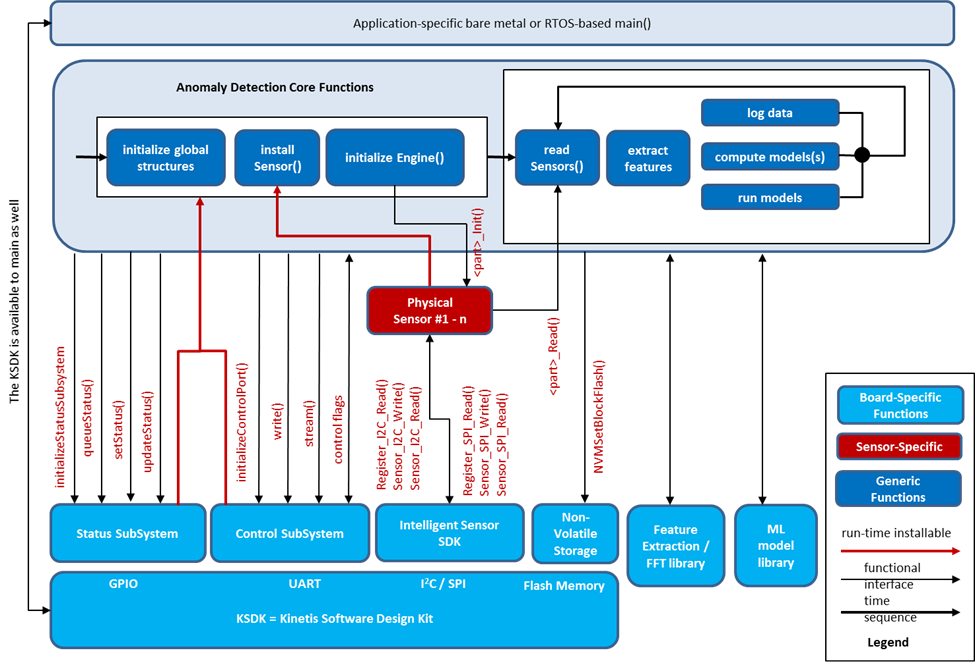 Application-specific bare metal or RTOS-based main()
The KSDK is available to main as well
Anomaly Detection Core Functions
initialize global
structures
install
Sensor()
initialize Engine()
read
Sensors()
extract
features
log data
compute models(s)
run models
<part>_Init()
Physical
Sensor #1 - n
<part>_Read()
initializeStatusSubsystem
queueStatus()
setStatus()
updateStatus()
initializeControlPort()
write()
stream()
control flags
Register_I2C_Read()
Sensor_I2C_Write()
Sensor_I2C_Read()
Register_SPI_Read()
Sensor_SPI_Write()
Sensor_SPI_Read()
NVMSetBlockFlash()
Status SubSystem
Control SubSystem
Intelligent Sensor
SDK
Non-
Volatile
Storage
Feature
Extraction /
FFT library
ML
model
library
GPIO
UART
I²C / SPI
Flash Memory
KSDK = Kinetis Software Design Kit
Board-Specific
Functions
Sensor-Specific
Generic
Functions
run-time installable
functional
interface
time
sequence
Legend